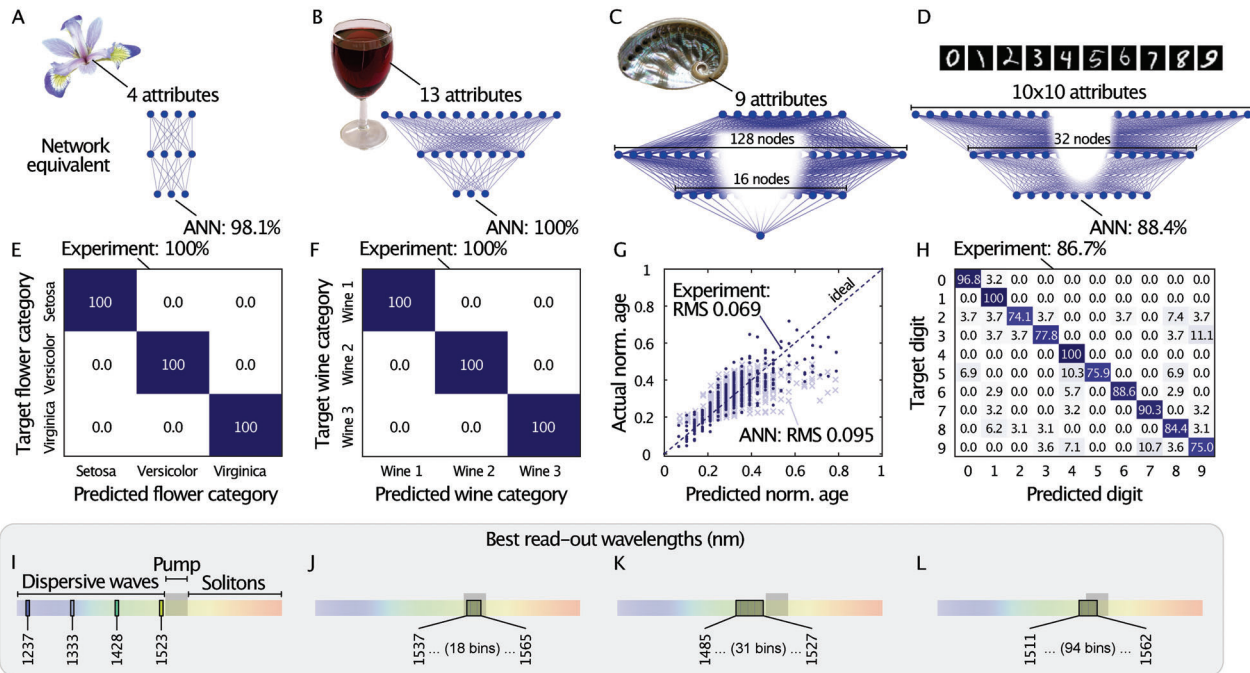 A
B
C
D
0 1 2 3 4 5 6 7 8 9
4 attributes
13 attributes
9 attributes
10x10 attributes
Network
equivalent
128 nodes
32 nodes
16 nodes
ANN: 98.1%
ANN: 100%
ANN: 88.4%
E
Experiment: 100%
Target flower category
Setosa
Versicolor
Virginica
100 0.0 0.0
0.0 100 0.0
0.0 0.0 100
Setosa Versicolor Virginica
Predicted flower category
F
Experiment: 100%
Target wine category
Wine 1
Wine 2
Wine 3
100 0.0 0.0
0.0 100 0.0
0.0 0.0 100
Wine 1 Wine 2 Wine 3
Predicted wine category
G
Actual norm. age
1
0.8
0.6
0.4
0.2
0
Experiment:
RMS 0.069
ideal
ANN: RMS 0.095
0 0.2 0.4 0.6 0.8 1
Predicted norm. age
H
Experiment: 86.7%
Target digit
0 96.8 3.2 0.0 0.0 0.0 0.0 0.0 0.0 0.0 0.0
1 0.0 100 0.0 0.0 0.0 0.0 0.0 0.0 0.0 0.0
2 3.7 3.7 74.1 3.7 0.0 0.0 3.7 0.0 7.4 3.7
3 0.0 3.7 3.7 77.8 0.0 0.0 0.0 0.0 3.7 11.1
4 0.0 0.0 0.0 0.0 100 0.0 0.0 0.0 0.0 0.0
5 6.9 0.0 0.0 0.0 10.3 75.9 0.0 0.0 6.9 0.0
6 0.0 2.9 0.0 0.0 5.7 0.0 88.6 0.0 2.9 0.0
7 0.0 3.2 0.0 0.0 3.2 0.0 0.0 90.3 0.0 3.2
8 0.0 6.2 3.1 3.1 0.0 0.0 0.0 0.0 84.4 3.1
9 0.0 0.0 0.0 3.6 7.1 0.0 0.0 10.7 3.6 75.0
0 1 2 3 4 5 6 7 8 9
Predicted digit
Best read-out wavelengths (nm)
I
Pump
Dispersive waves
Solitons
1237
1333
1428
1523
J
1537 ... (18 bins) ... 1565
K
1485 ... (31 bins) ... 1527
L
1511 ... (94 bins) ... 1562